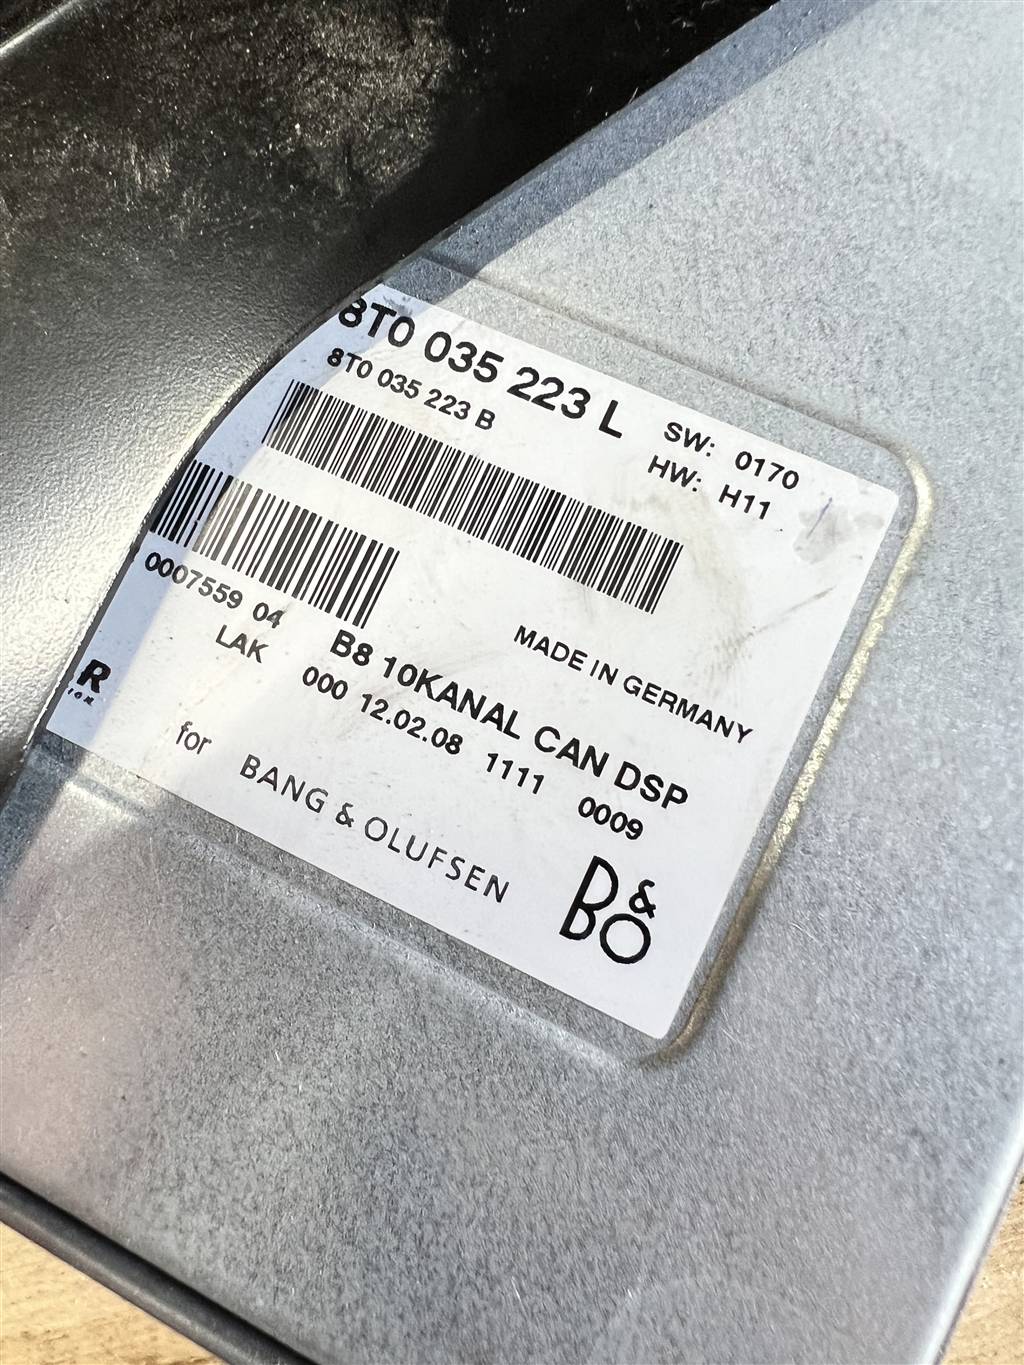 8T0 035 223 L
8T0 035 223 B
SW: 0170
HW: H11
0007559 04
LAK
MADE IN GERMANY
B8 10KANAL CAN DSP
000 12.02.08 1111 0009
for BANG & OLUFSEN
B&O